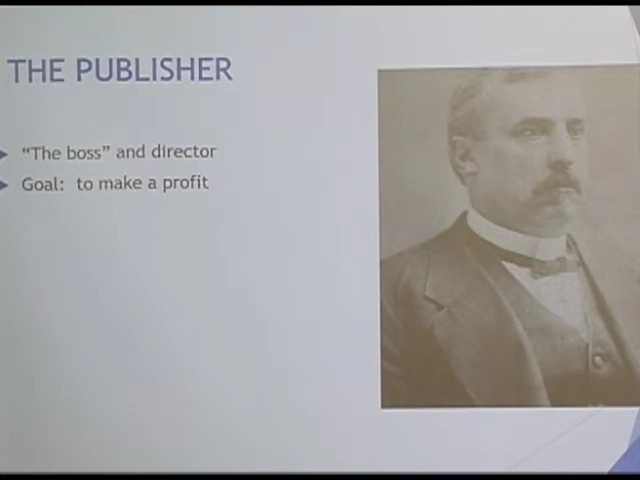 THE PUBLISHER
“The boss” and director
Goal: to make a profit